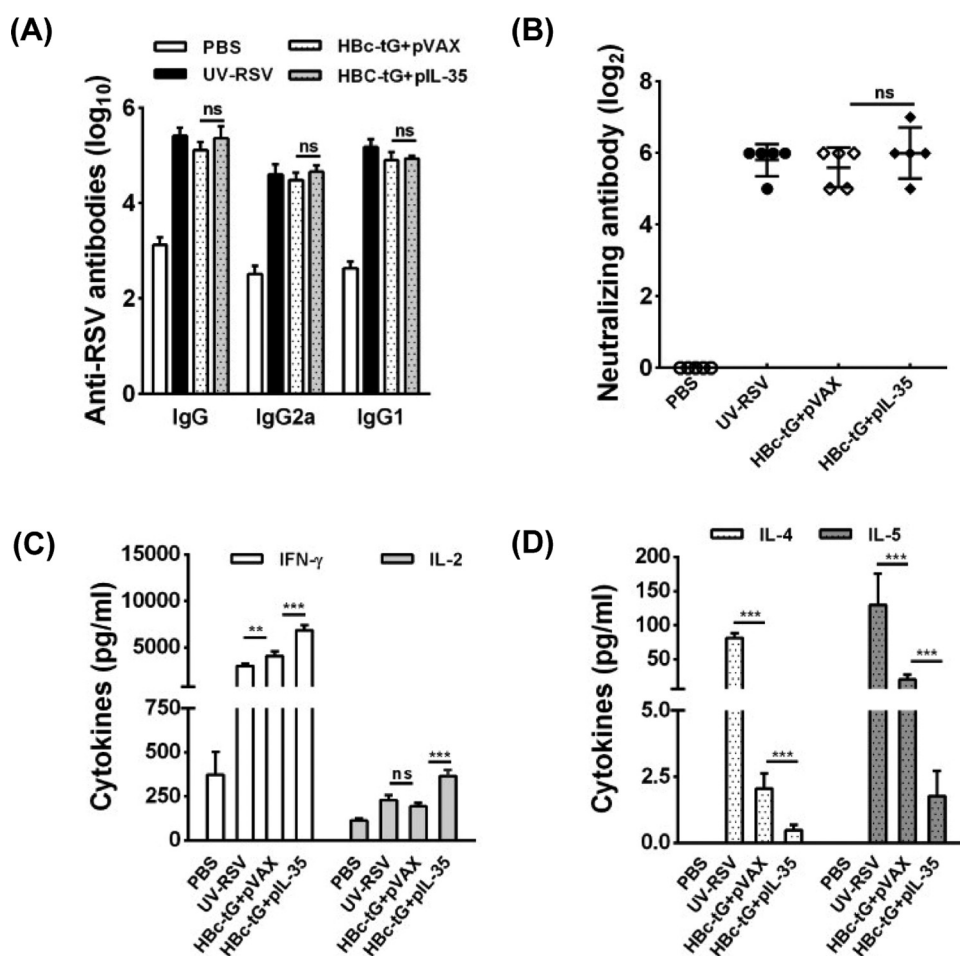 (A)
PBS
HBc-tG+pVAX
UV-RSV
HBC-tG+pIL-35
Anti-RSV antibodies (log10)
6
4
2
0
ns
ns
ns
IgG
IgG2a
IgG1
(B)
Neutralizing antibody (log2)
8
6
4
2
0
ns
PBS
UV-RSV
HBc-tG+pVAX
HBc-tG+pIL-35
(C)
IFN-γ
IL-2
Cytokines (pg/ml)
15000
10000
5000
750
500
250
0
**
***
ns
***
PBS
UV-RSV
HBc-tG+pVAX
HBc-tG+pIL-35
PBS
UV-RSV
HBc-tG+pVAX
HBc-tG+pIL-35
(D)
IL-4
IL-5
Cytokines (pg/ml)
200
150
100
50
5.0
2.5
0.0
***
***
***
***
PBS
UV-RSV
HBc-tG+pVAX
HBc-tG+pIL-35
PBS
UV-RSV
HBc-tG+pVAX
HBc-tG+pIL-35